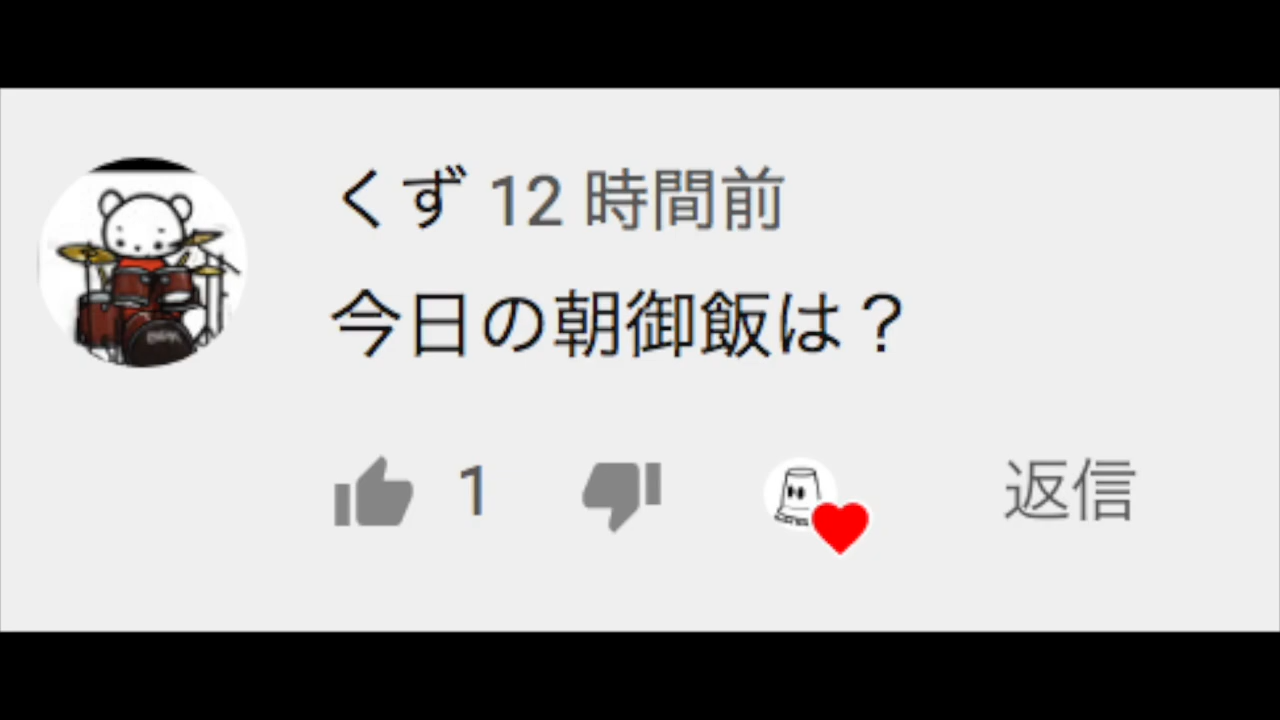 くず 12 時間前
今日の朝御飯は？
1 返信